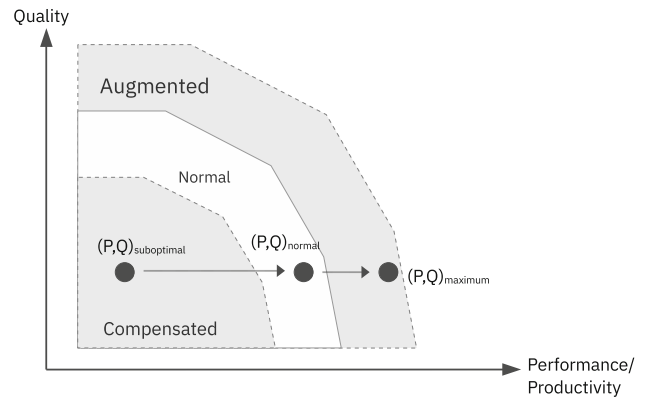 Quality
Augmented
Normal
(P,Q)suboptimal
(P,Q)normal
(P,Q)maximum
Compensated
Performance/
Productivity